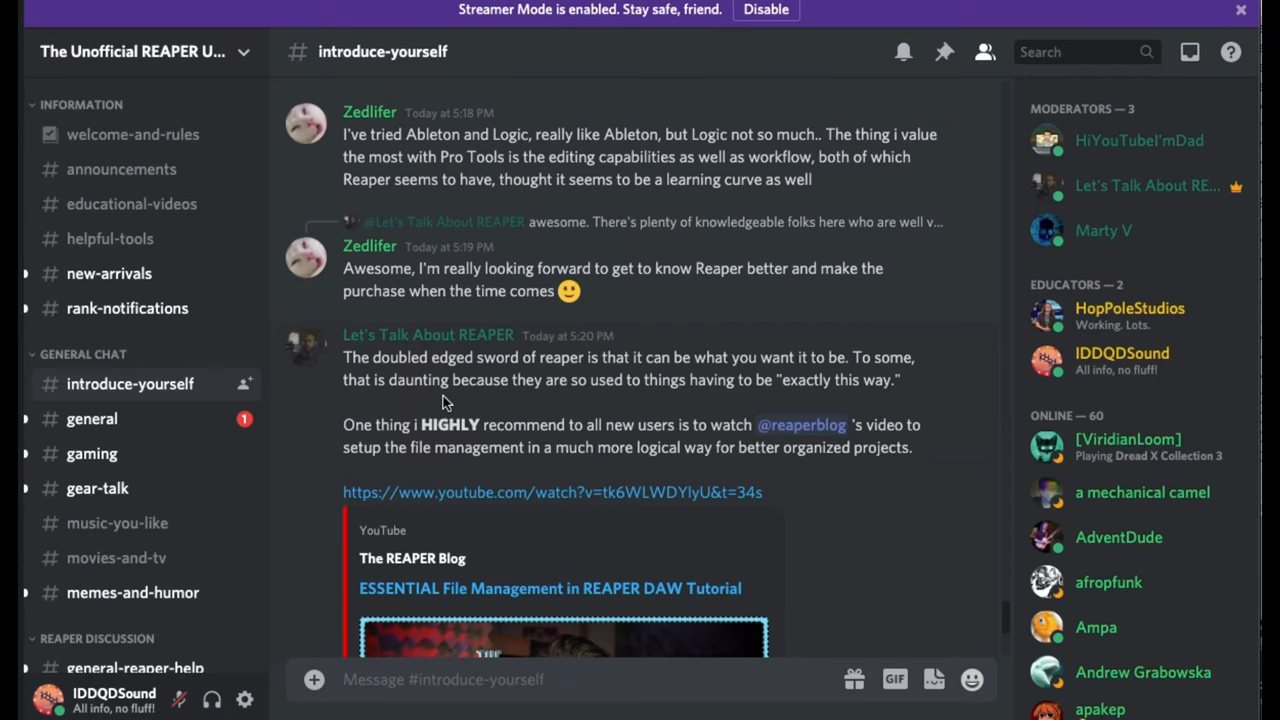 Streamer Mode is enabled. Stay safe, friend. Disable
The Unofficial REAPER U...
introduce-yourself
Search
INFORMATION
welcome-and-rules
announcements
educational-videos
helpful-tools
new-arrivals
rank-notifications
GENERAL CHAT
introduce-yourself
general 1
gaming
gear-talk
music-you-like
movies-and-tv
memes-and-humor
REAPER DISCUSSION
general-reaper-help
IDDQDSound
All info, no fluff!
Zedlifer Today at 5:18 PM
I've tried Ableton and Logic, really like Ableton, but Logic not so much.. The thing i value
the most with Pro Tools is the editing capabilities as well as workflow, both of which
Reaper seems to have, thought it seems to be a learning curve as well
@Let's Talk About REAPER awesome. There's plenty of knowledgeable folks here who are well v...
Zedlifer Today at 5:19 PM
Awesome, I'm really looking forward to get to know Reaper better and make the
purchase when the time comes
Let's Talk About REAPER Today at 5:20 PM
The doubled edged sword of reaper is that it can be what you want it to be. To some,
that is daunting because they are so used to things having to be "exactly this way."
One thing i HIGHLY recommend to all new users is to watch @reaperblog 's video to
setup the file management in a much more logical way for better organized projects.
https://www.youtube.com/watch?v=tk6WLWDYlyU&t=34s
YouTube
The REAPER Blog
ESSENTIAL File Management in REAPER DAW Tutorial
Message #introduce-yourself
GIF
MODERATORS — 3
HiYouTubeI'mDad
Let's Talk About RE...
Marty V
EDUCATORS — 2
HopPoleStudios
Working. Lots.
IDDQDSound
All info, no fluff!
ONLINE — 60
[ViridianLoom]
Playing Dread X Collection 3
a mechanical camel
AdventDude
afropfunk
Ampa
Andrew Grabowska
apakep